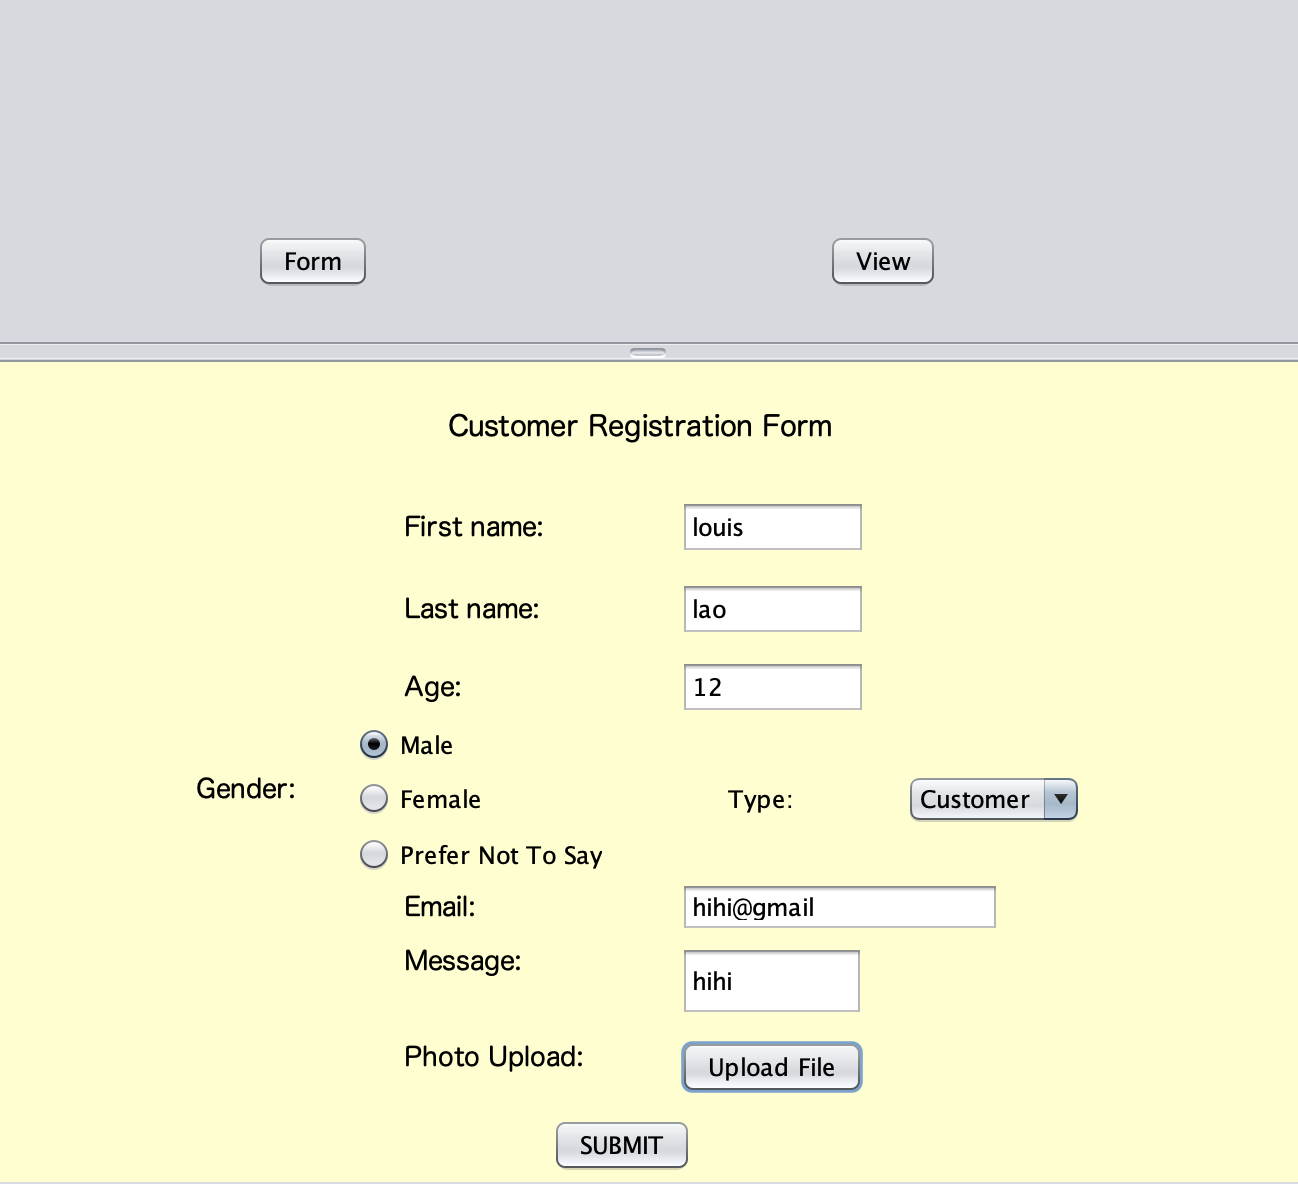 Form View
Customer Registration Form
First name: louis
Last name: lao
Age: 12
Male
Gender:
Female Type: Customer
Prefer Not To Say
Email: hihi@gmail
Message: hihi
Photo Upload: Upload File
SUBMIT